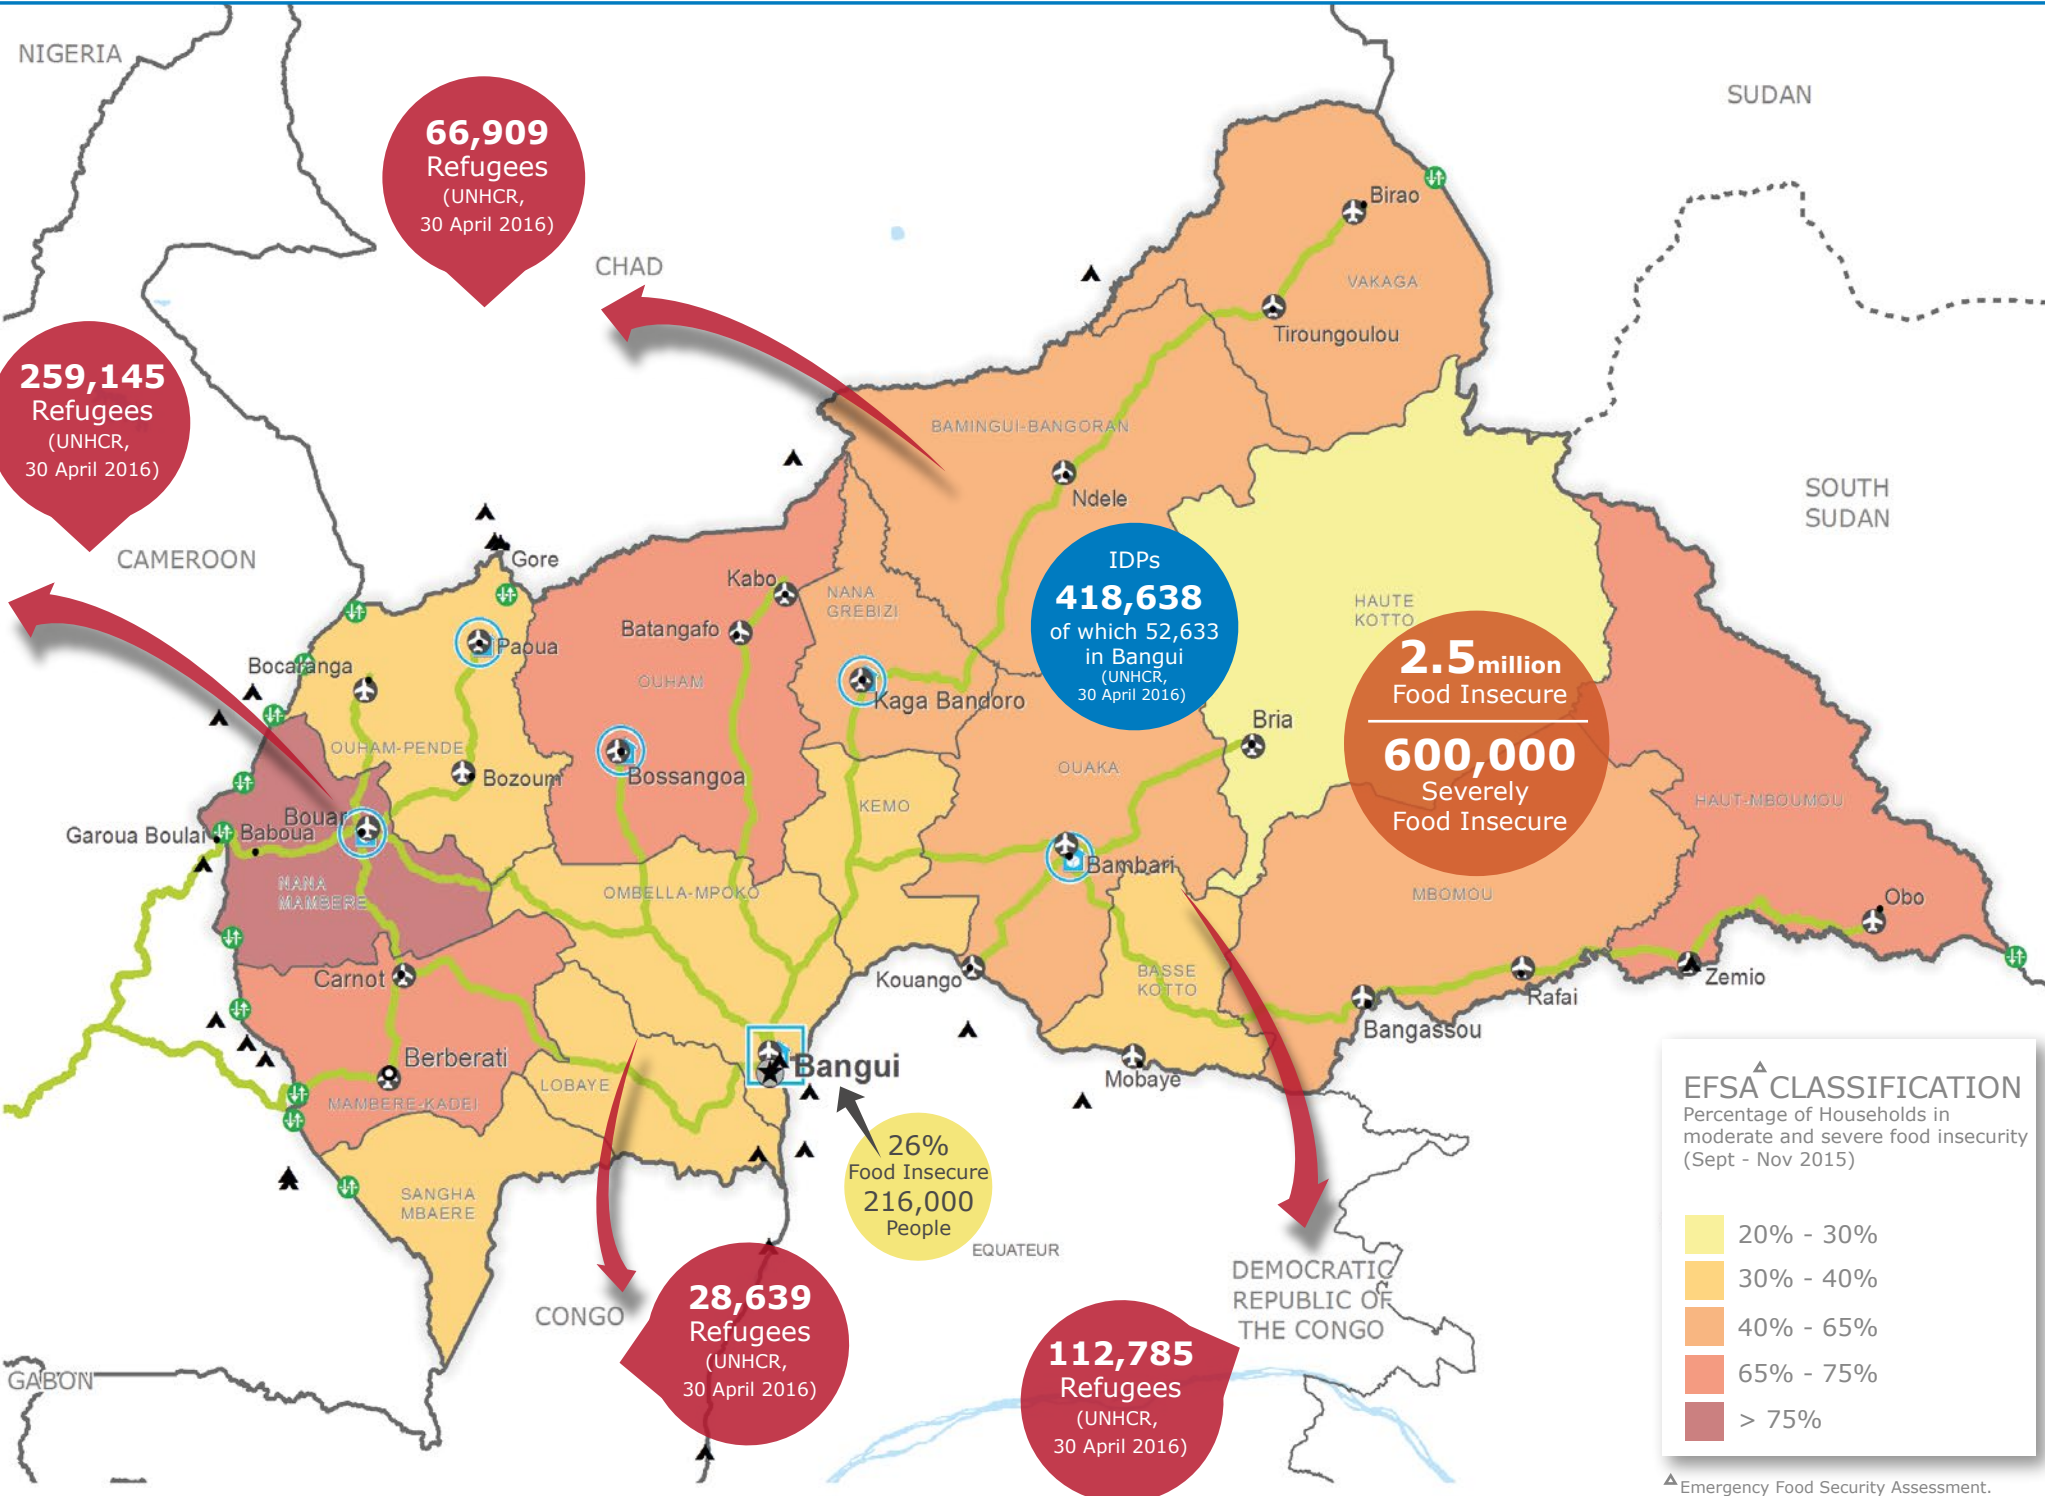 NIGERIA
SUDAN
66,909
Refugees
(UNHCR,
30 April 2016)
CHAD
Birao
VAKAGA
Tiroungoulou
259,145
Refugees
(UNHCR,
30 April 2016)
BAMINGUI-BANGORAN
Ndele
SOUTH
SUDAN
CAMEROON
Gore
IDPs
418,638
of which 52,633
in Bangui
(UNHCR,
30 April 2016)
Kabo
NANA
GREBIZI
HAUTE
KOTTO
Batangafo
Paoua
Bocaranga
OUHAM
Kaga Bandoro
2.5 million
Food Insecure
600,000
Severely
Food Insecure
Bria
OUHAM-PENDE
Bozoum
Bossangoa
OUAKA
KEMO
HAUT-MBOUMOU
Bouar
Garoua Boulai
Baboua
Bambari
NANA
MAMBERE
OMBELLA-MPOKO
MBOMOU
Obo
Carnot
Kouango
BASSE
KOTTO
Zemio
Rafai
Bangassou
Berberati
Bangui
Mobaye
LOBAYE
MAMBERE-KADEI
26%
Food Insecure
216,000
People
SANGHA
MBAERE
EQUATEUR
DEMOCRATIC
REPUBLIC OF
THE CONGO
CONGO
28,639
Refugees
(UNHCR,
30 April 2016)
112,785
Refugees
(UNHCR,
30 April 2016)
GABON
EFSA CLASSIFICATION
Percentage of Households in
moderate and severe food insecurity
(Sept - Nov 2015)
20% - 30%
30% - 40%
40% - 65%
65% - 75%
> 75%
Emergency Food Security Assessment.